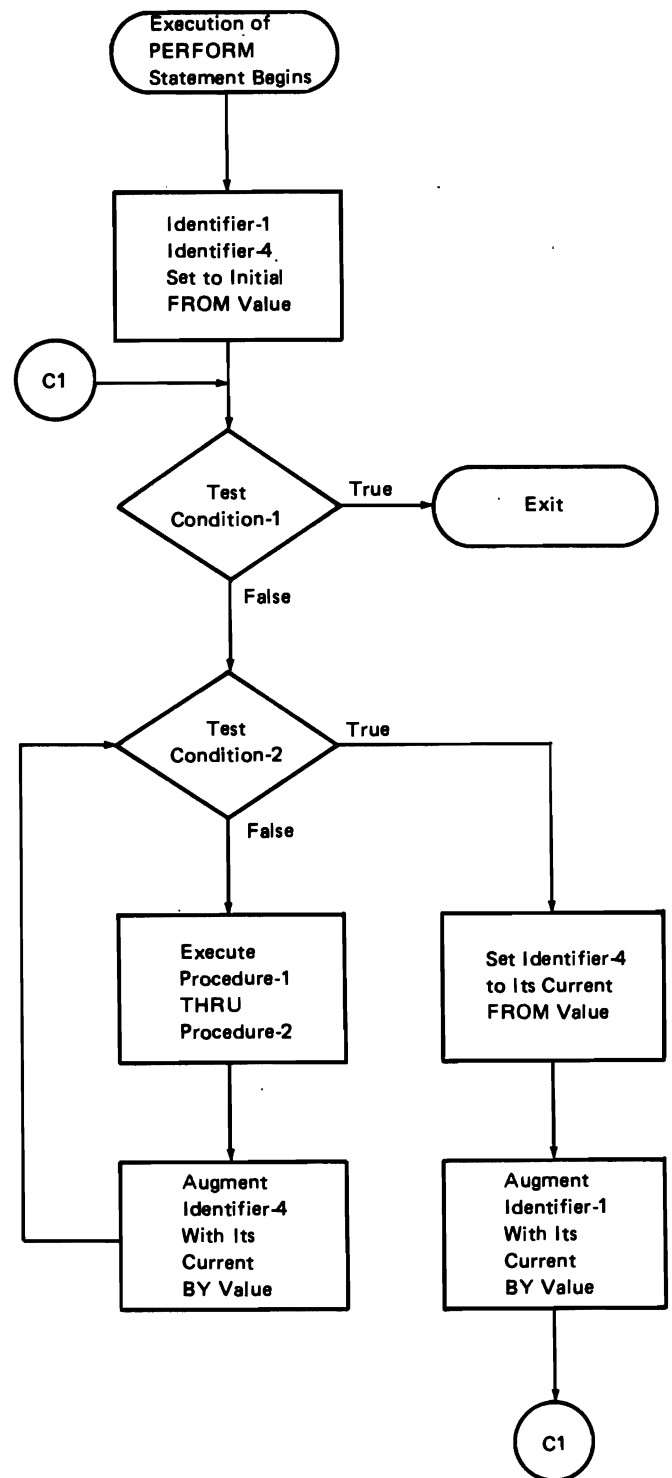 Execution of
PERFORM
Statement Begins
Identifier-1
Identifier-4
Set to Initial
FROM Value
C1
Test
Condition-1
True
Exit
False
Test
Condition-2
True
False
Execute
Procedure-1
THRU
Procedure-2
Set Identifier-4
to Its Current
FROM Value
Augment
Identifier-4
With Its
Current
BY Value
Augment
Identifier-1
With Its
Current
BY Value
C1